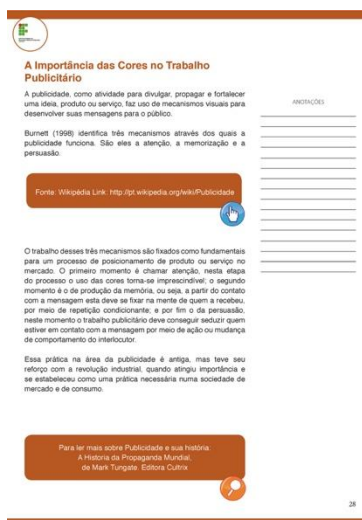 A Importância das Cores no Trabalho
Publicitário
A publicidade, como atividade para divulgar, propagar e fortalecer
uma ideia, produto ou serviço, faz uso de mecanismos visuais para
desenvolver suas mensagens para o público.
Burnett (1998) identifica três mecanismos através dos quais a
publicidade funciona. São eles a atenção, a memorização e a
persuasão.
Fonte: Wikipédia Link: http://pt.wikipedia.org/wiki/Publicidade
O trabalho desses três mecanismos são fixados como fundamentais
para um processo de posicionamento de produto ou serviço no
mercado. O primeiro momento é chamar atenção, nesta etapa
do processo o uso das cores torna-se imprescindível; o segundo
momento é o de produção da memória, ou seja, a partir do contato
com a mensagem esta deve se fixar na mente de quem a recebeu,
por meio de repetição condicionante; e por fim o da persuasão,
neste momento o trabalho publicitário deve conseguir seduzir quem
estiver em contato com a mensagem por meio de ação ou mudança
de comportamento do interlocutor.
Essa prática na área da publicidade é antiga, mas teve seu
reforço com a revolução industrial, quando atingiu importância e
se estabeleceu como uma prática necessária numa sociedade de
mercado e de consumo.
Para ler mais sobre Publicidade e sua história:
A Historia da Propaganda Mundial,
de Mark Tungate. Editora Cultrix
ANOTAÇÕES
28